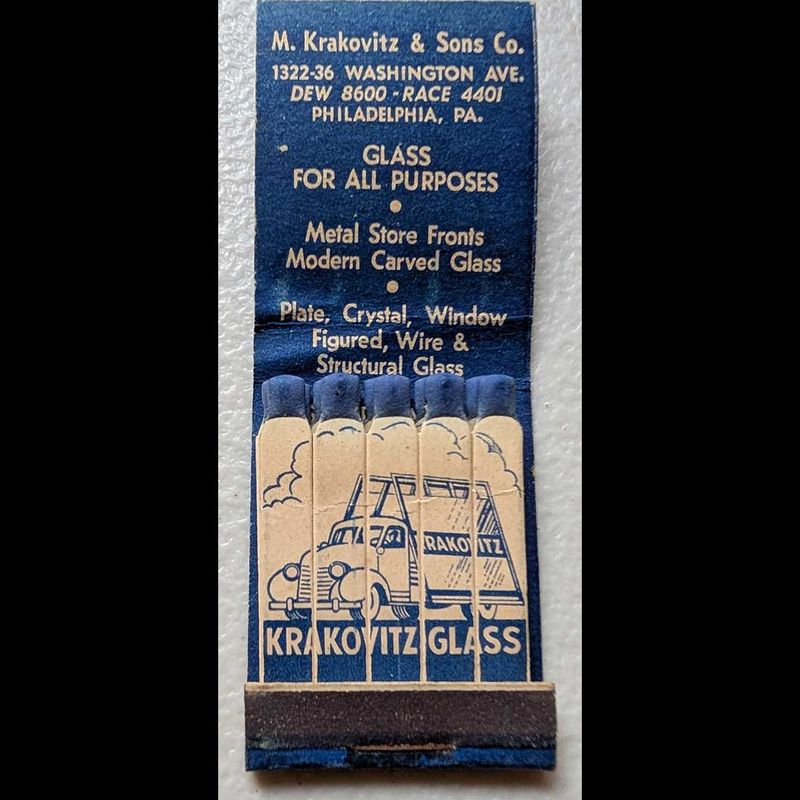 M. Krakovitz & Sons Co.
1322-36 WASHINGTON AVE.
DEW 8600 - RACE 4401
PHILADELPHIA, PA.
GLASS
FOR ALL PURPOSES
Metal Store Fronts
Modern Carved Glass
Plate, Crystal, Window
Figured, Wire &
Structural Glass
KRAKOVITZ
KRAKOVITZ GLASS